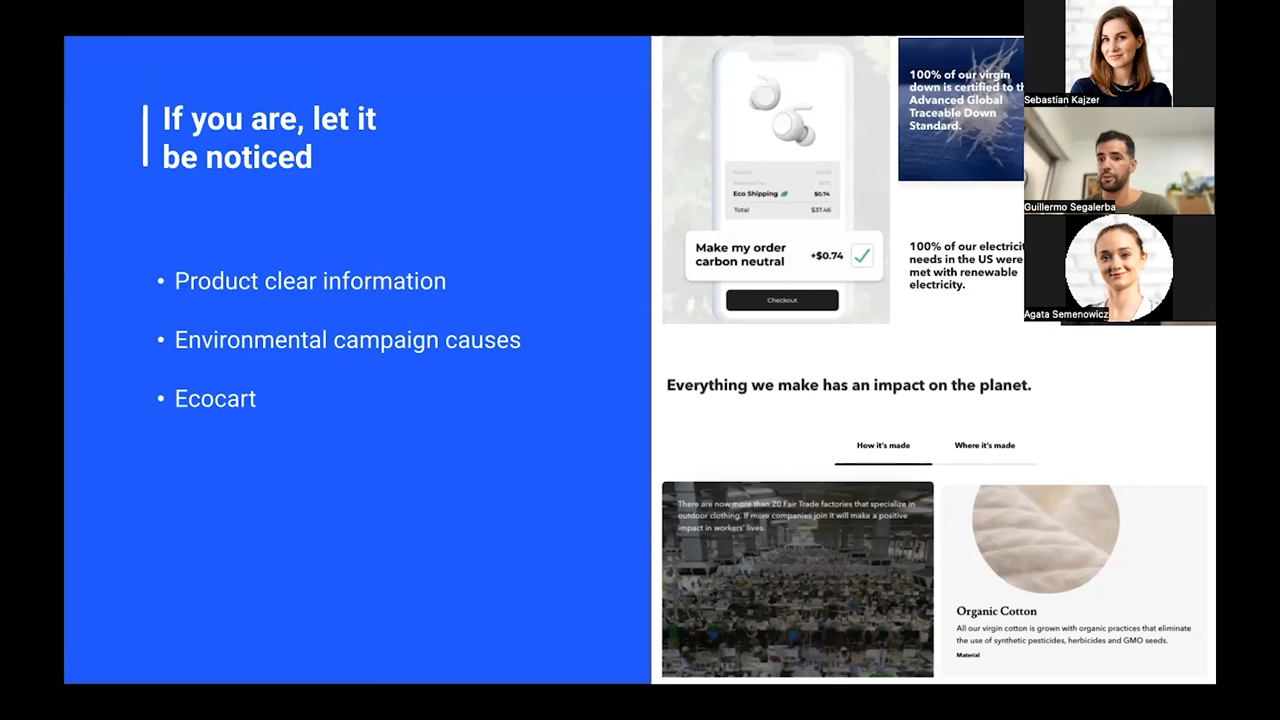 If you are, let it
be noticed
• Product clear information
• Environmental campaign causes
• Ecocart
Eco Shipping $0.74
Total $37.46
Make my order
carbon neutral
+$0.74
Checkout
100% of our virgin
down is certified to
Advanced Global
Traceable Down
Standard.
100% of our
needs in the US were
met with renewable
electricity.
Sebastian Kajzer
Guillermo Segalerba
Agata Semenowicz
Everything we make has an impact on the planet.
How it's made Where it's made
There are now more than 20 Fair Trade factories that specialize in
outdoor clothing. If more companies join it will make a positive
impact in workers' lives.
Organic Cotton
All our virgin cotton is grown with organic practices that eliminate
the use of synthetic pesticides, herbicides and GMO seeds.
Material